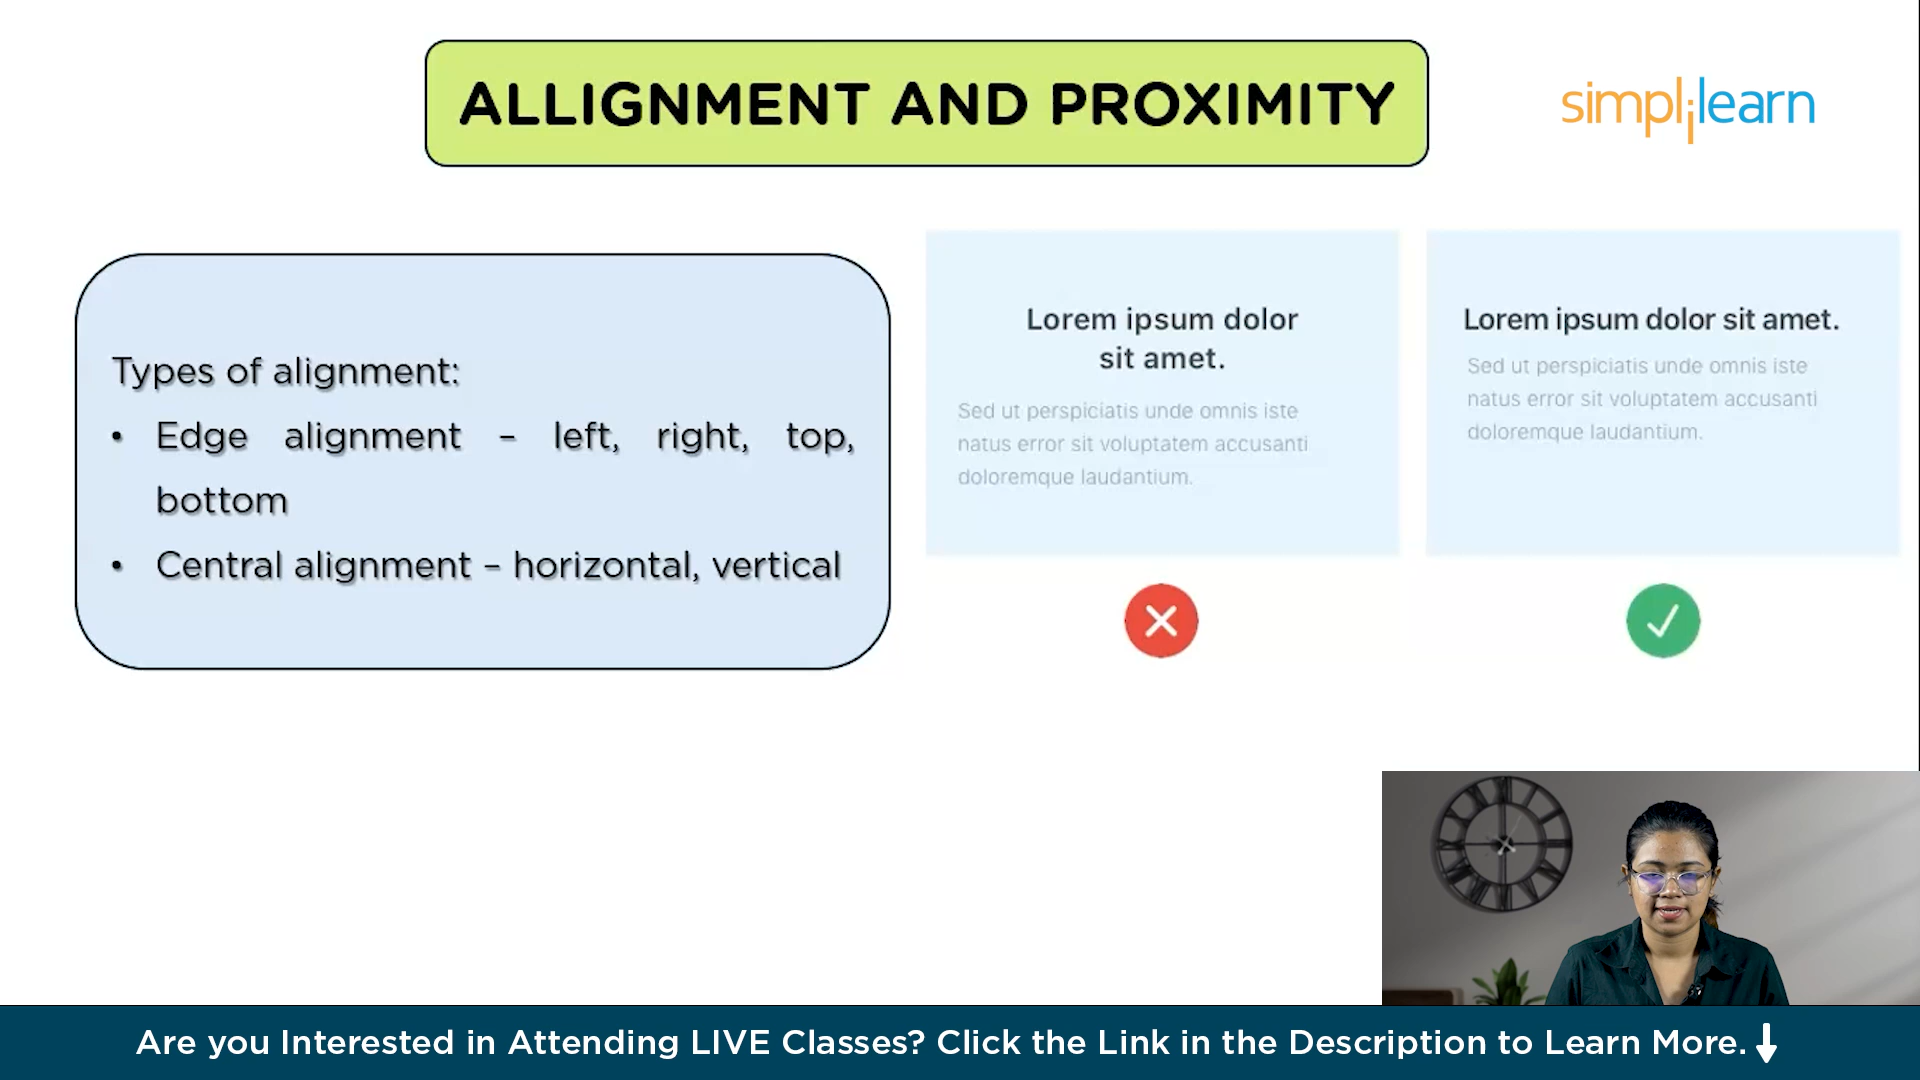 ALLIGNMENT AND PROXIMITY
simplilearn
Types of alignment:
• Edge alignment – left, right, top,
bottom
• Central alignment – horizontal, vertical
Lorem ipsum dolor
sit amet.
Sed ut perspiciatis unde omnis iste
natus error sit voluptatem accusanti
doloremque laudantium.
Lorem ipsum dolor sit amet.
Sed ut perspiciatis unde omnis iste
natus error sit voluptatem accusanti
doloremque laudantium.
Are you Interested in Attending LIVE Classes? Click the Link in the Description to Learn More.